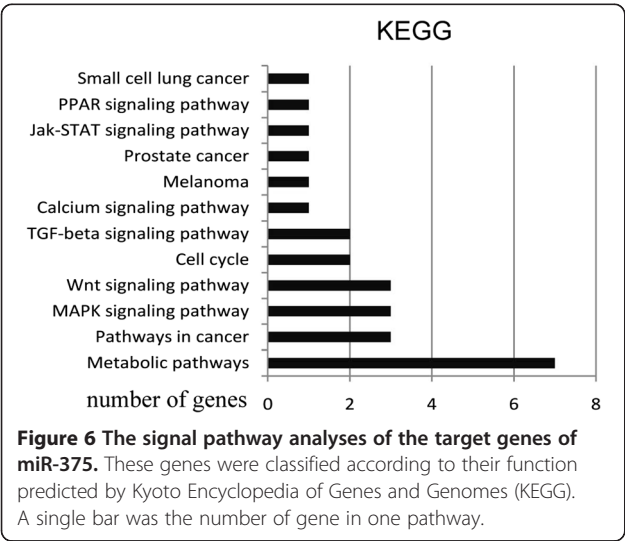 KEGG
Small cell lung cancer
PPAR signaling pathway
Jak-STAT signaling pathway
Prostate cancer
Melanoma
Calcium signaling pathway
TGF-beta signaling pathway
Cell cycle
Wnt signaling pathway
MAPK signaling pathway
Pathways in cancer
Metabolic pathways
number of genes 0 2 4 6 8
Figure 6 The signal pathway analyses of the target genes of
miR-375. These genes were classified according to their function
predicted by Kyoto Encyclopedia of Genes and Genomes (KEGG).
A single bar was the number of gene in one pathway.